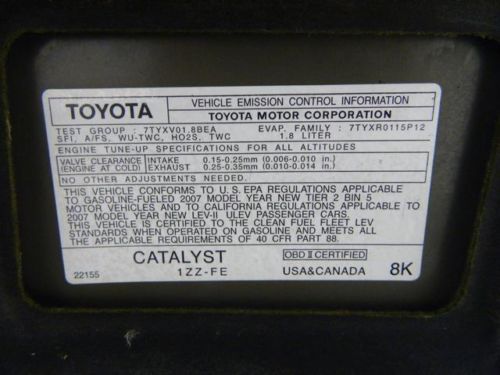 TOYOTA
VEHICLE EMISSION CONTROL INFORMATION
TOYOTA MOTOR CORPORATION
TEST GROUP : 7TYXV01.8BEA EVAP. FAMILY : 7TYXR0115P12
SFI, A/FS, WU-TWC, HO2S, TWC 1.8 LITER
ENGINE TUNE-UP SPECIFICATIONS FOR ALL ALTITUDES
VALVE CLEARANCE INTAKE 0.15-0.25mm (0.006-0.010 in.)
(ENGINE AT COLD) EXHAUST 0.25-0.35mm (0.010-0.014 in.)
NO OTHER ADJUSTMENTS NEEDED
THIS VEHICLE CONFORMS TO U.S. EPA REGULATIONS APPLICABLE
TO GASOLINE-FUELED 2007 MODEL YEAR NEW TIER 2 BIN 5
MOTOR VEHICLES AND TO CALIFORNIA REGULATIONS APPLICABLE TO
2007 MODEL YEAR NEW LEV-II ULEV PASSENGER CARS.
THIS VEHICLE IS CERTIFIED TO THE CLEAN FUEL FLEET LEV
STANDARDS WHEN OPERATED ON GASOLINE AND MEETS ALL
THE APPLICABLE REQUIREMENTS OF 40 CFR PART 88.
CATALYST OBD II CERTIFIED
22155 1ZZ-FE USA&CANADA 8K